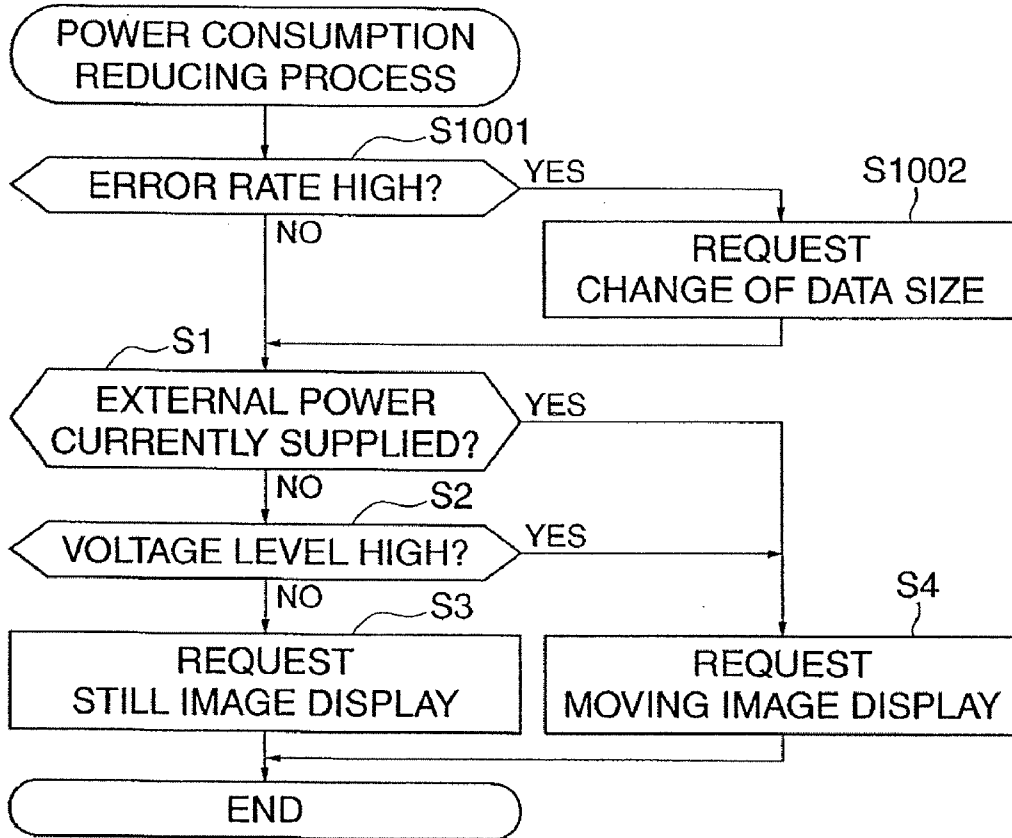 POWER CONSUMPTION
REDUCING PROCESS
S1001
ERROR RATE HIGH?
YES
NO
S1002
REQUEST
CHANGE OF DATA SIZE
S1
EXTERNAL POWER
CURRENTLY SUPPLIED?
YES
NO
S2
VOLTAGE LEVEL HIGH?
YES
NO
S3
REQUEST
STILL IMAGE DISPLAY
S4
REQUEST
MOVING IMAGE DISPLAY
END